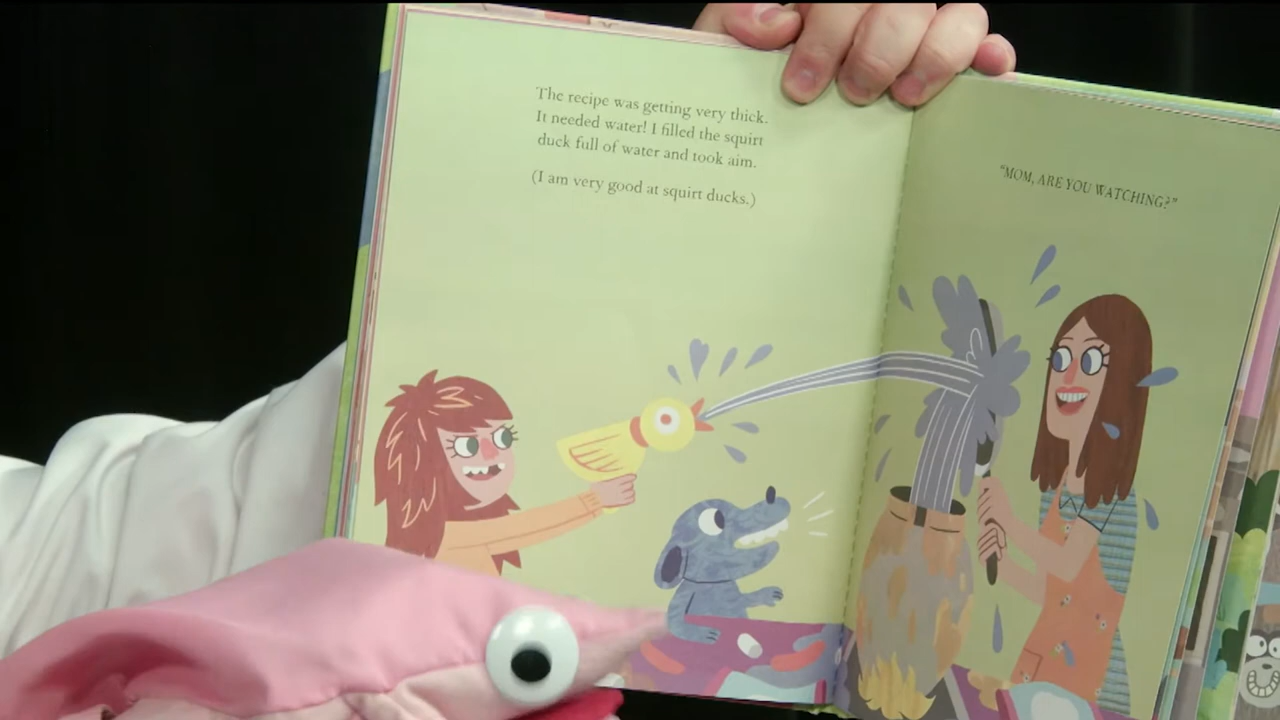 The recipe was getting very thick.
It needed water! I filled the squirt
duck full of water and took aim.
(I am very good at squirt ducks.)
"MOM, ARE YOU WATCHING?"